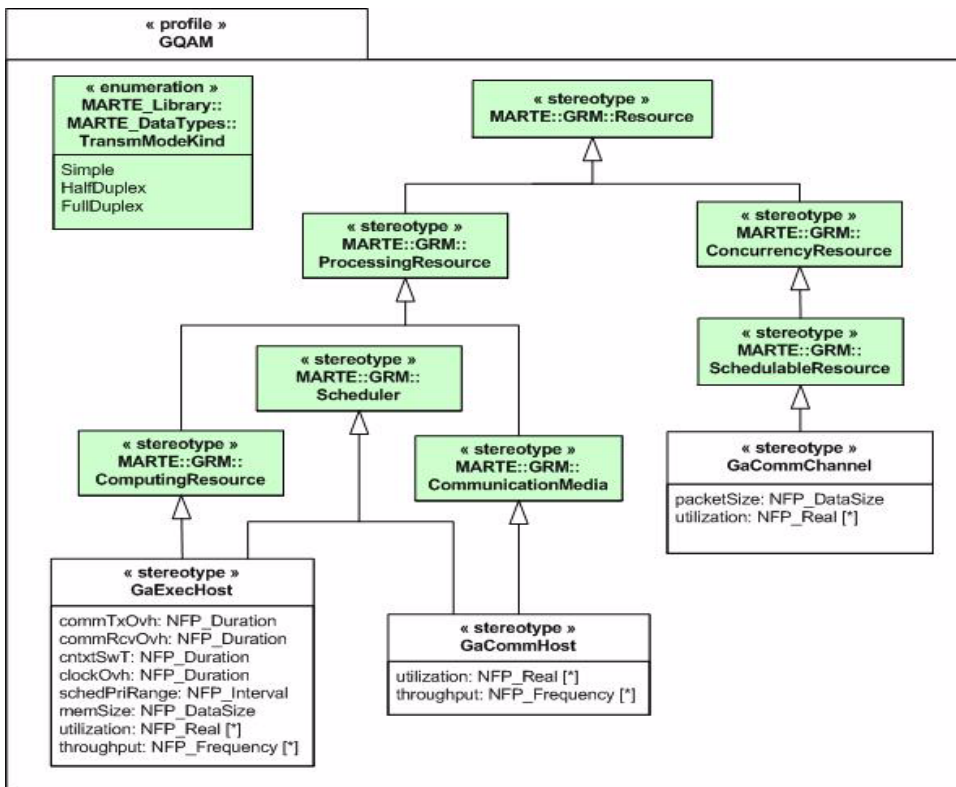 « profile »
GQAM
« enumeration »
MARTE_Library::
MARTE_DataTypes::
TransmModeKind
Simple
HalfDuplex
FullDuplex
« stereotype »
MARTE::GRM::Resource
« stereotype »
MARTE::GRM::
ProcessingResource
« stereotype »
MARTE::GRM::
ConcurrencyResource
« stereotype »
MARTE::GRM::
Scheduler
« stereotype »
MARTE::GRM::
SchedulableResource
« stereotype »
MARTE::GRM::
ComputingResource
« stereotype »
MARTE::GRM::
CommunicationMedia
« stereotype »
GaCommChannel
packetSize: NFP_DataSize
utilization: NFP_Real [*]
« stereotype »
GaExecHost
commTxOvh: NFP_Duration
commRcvOvh: NFP_Duration
cntxtSwT: NFP_Duration
clockOvh: NFP_Duration
schedPriRange: NFP_Interval
memSize: NFP_DataSize
utilization: NFP_Real [*]
throughput: NFP_Frequency [*]
« stereotype »
GaCommHost
utilization: NFP_Real [*]
throughput: NFP_Frequency [*]